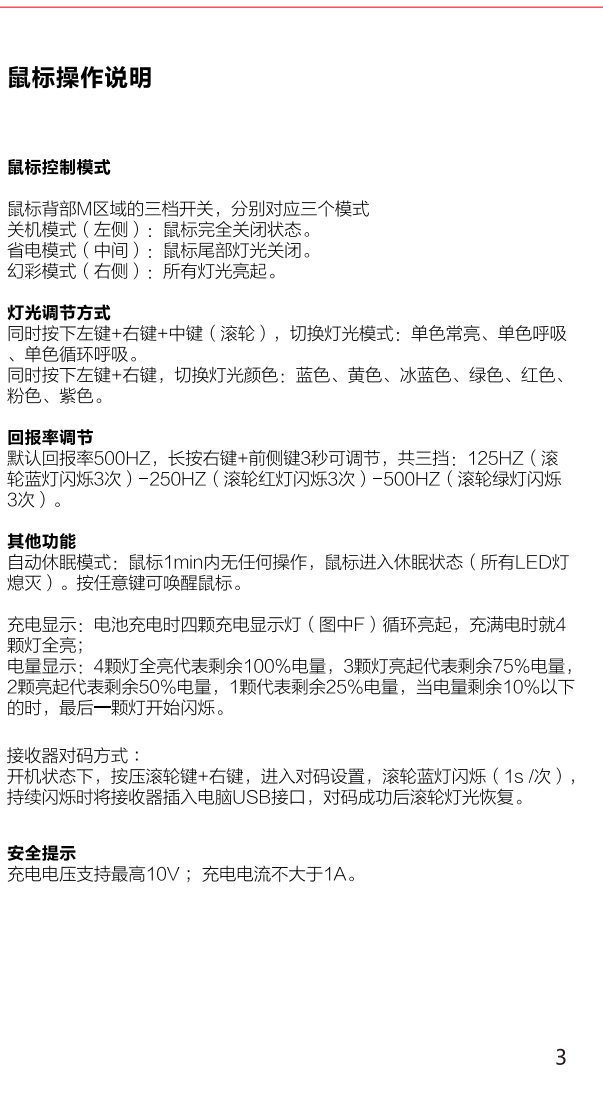 鼠标操作说明
鼠标控制模式
鼠标背部M区域的三档开关，分别对应三个模式
关机模式（左侧）：鼠标完全关闭状态。
省电模式（中间）：鼠标尾部灯光关闭。
幻彩模式（右侧）：所有灯光亮起。
灯光调节方式
同时按下左键+右键+中键（滚轮），切换灯光模式：单色常亮、单色呼吸
、单色循环呼吸。
同时按下左键+右键，切换灯光颜色：蓝色、黄色、冰蓝色、绿色、红色、
粉色、紫色。
回报率调节
默认回报率500HZ，长按右键+前侧键3秒可调节，共三挡：125HZ（滚
轮蓝灯闪烁3次）-250HZ（滚轮红灯闪烁3次）-500HZ（滚轮绿灯闪烁
3次）。
其他功能
自动休眠模式：鼠标1min内无任何操作，鼠标进入休眠状态（所有LED灯
熄灭）。按任意键可唤醒鼠标。
充电显示：电池充电时四颗充电显示灯（图中F）循环亮起，充满电时就4
颗灯全亮；
电量显示：4颗灯全亮代表剩余100%电量，3颗灯亮起代表剩余75%电量，
2颗亮起代表剩余50%电量，1颗代表剩余25%电量，当电量剩余10%以下
的时，最后一颗灯开始闪烁。
接收器对码方式：
开机状态下，按压滚轮键+右键，进入对码设置，滚轮蓝灯闪烁（1s /次），
持续闪烁时将接收器插入电脑USB接口，对码成功后滚轮灯光恢复。
安全提示
充电电压支持最高10V；充电电流不大于1A。
3